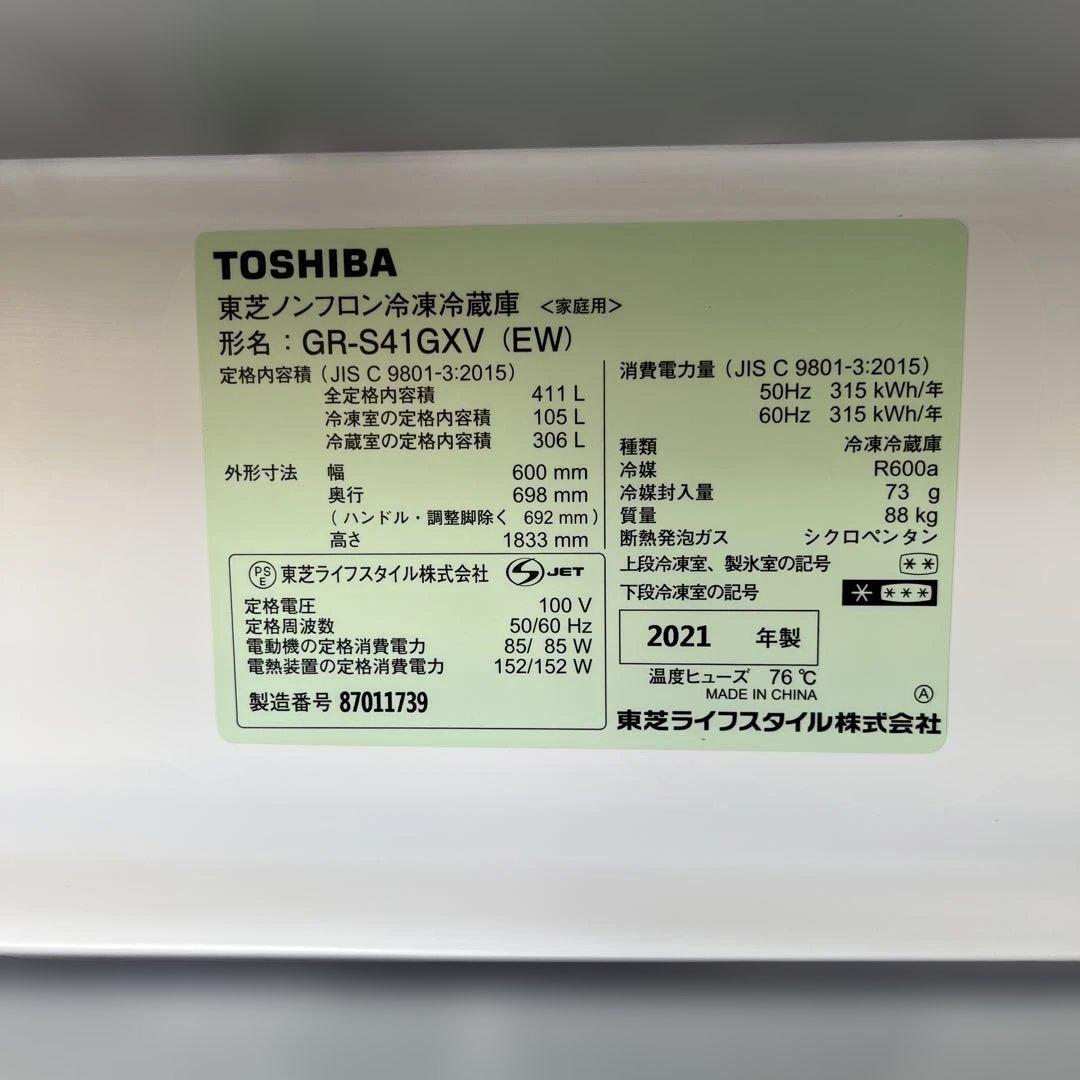 TOSHIBA
東芝ノンフロン冷凍冷蔵庫 <家庭用>
形名：GR-S41GXV (EW)
定格内容積 (JIS C 9801-3:2015)
全定格内容積 411 L
冷凍室の定格内容積 105 L
冷蔵室の定格内容積 306 L
外形寸法 幅 600 mm
奥行 698 mm
(ハンドル・調整脚除く 692 mm)
高さ 1833 mm
PSE 東芝ライフスタイル株式会社 S JET
定格電圧 100 V
定格周波数 50/60 Hz
電動機の定格消費電力 85/ 85 W
電熱装置の定格消費電力 152/152 W
製造番号 87011739
消費電力量 (JIS C 9801-3:2015)
50Hz 315 kWh/年
60Hz 315 kWh/年
種類 冷凍冷蔵庫
冷媒 R600a
冷媒封入量 73 g
質量 88 kg
断熱発泡ガス シクロペンタン
上段冷凍室、製氷室の記号 **
下段冷凍室の記号 * ***
2021 年製
温度ヒューズ 76 ℃
MADE IN CHINA Ⓐ
東芝ライフスタイル株式会社